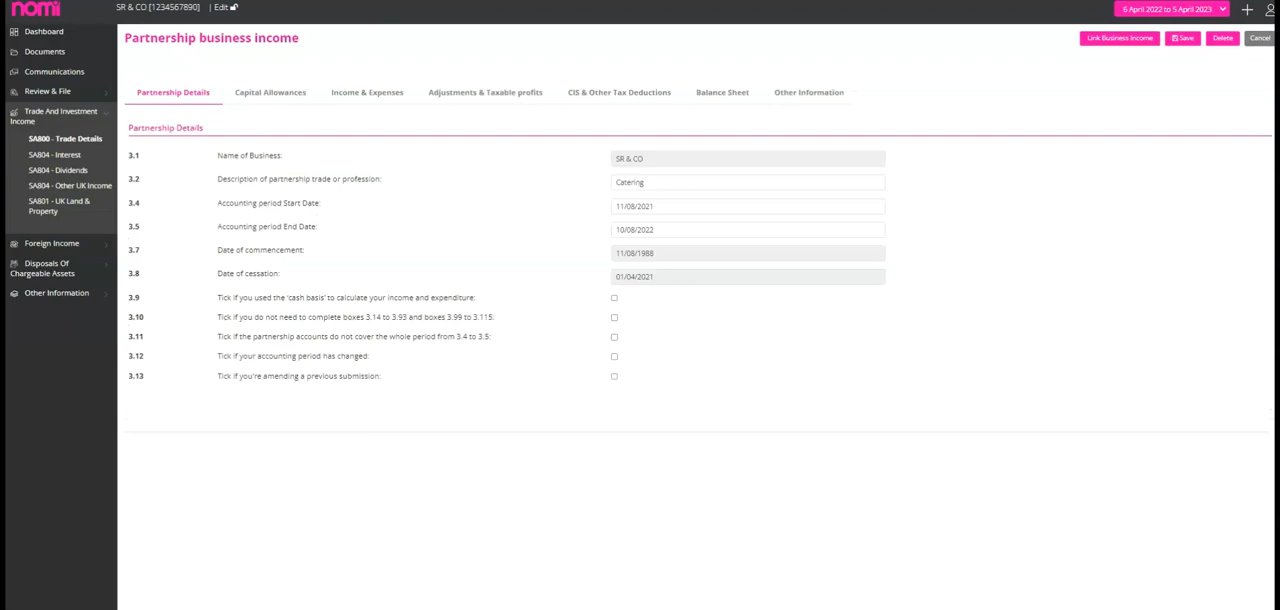 nomi
SR & CO [1234567890] | Edit
6 April 2022 to 5 April 2023
Dashboard
Documents
Communications
Review & File
Trade And Investment
Income
SA800 - Trade Details
SA804 - Interest
SA804 - Dividends
SA804 - Other UK Income
SA801 - UK Land &
Property
Foreign Income
Disposals Of
Chargeable Assets
Other Information
Partnership business income
Link Business Income
Save
Delete
Cancel
Partnership Details
Capital Allowances
Income & Expenses
Adjustments & Taxable profits
CIS & Other Tax Deductions
Balance Sheet
Other Information
Partnership Details
3.1 Name of Business: SR & CO
3.2 Description of partnership trade or profession: Catering
3.4 Accounting period Start Date: 11/08/2021
3.5 Accounting period End Date: 10/08/2022
3.7 Date of commencement: 11/08/1988
3.8 Date of cessation: 01/04/2021
3.9 Tick if you used the 'cash basis' to calculate your income and expenditure:
3.10 Tick if you do not need to complete boxes 3.14 to 3.93 and boxes 3.99 to 3.115:
3.11 Tick if the partnership accounts do not cover the whole period from 3.4 to 3.5:
3.12 Tick if your accounting period has changed:
3.13 Tick if you're amending a previous submission: